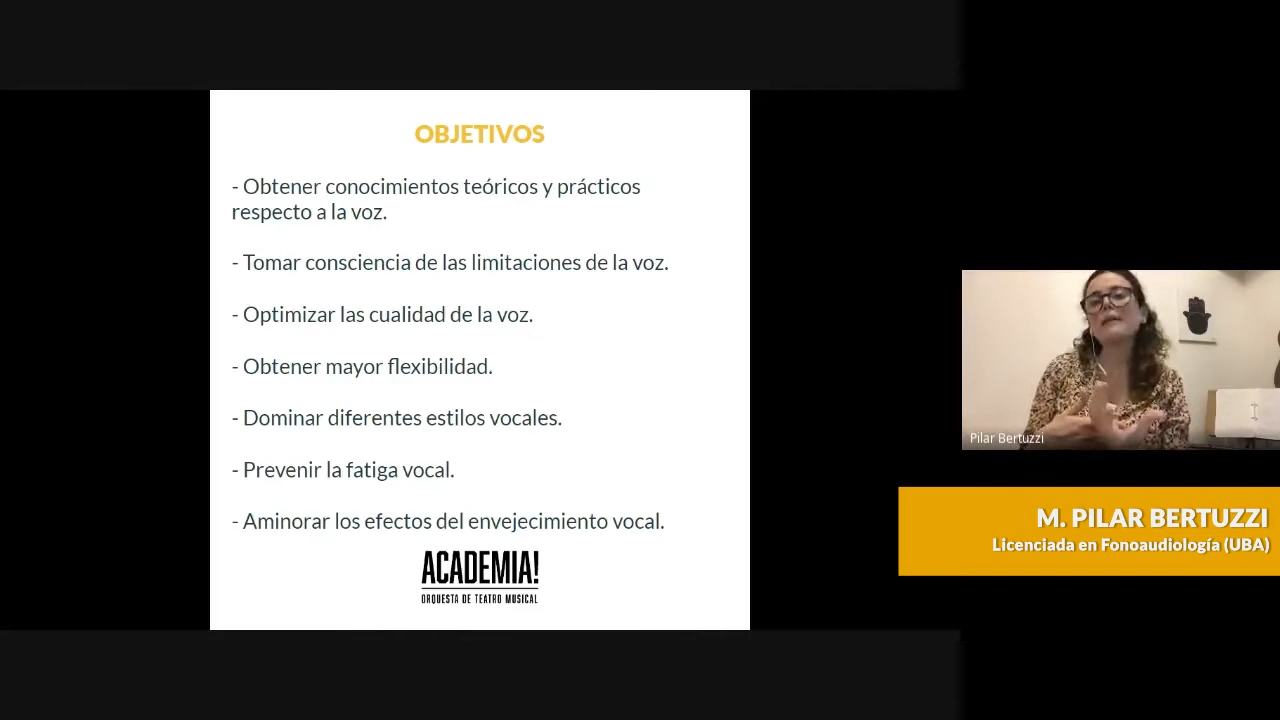 OBJETIVOS
- Obtener conocimientos teóricos y prácticos
respecto a la voz.
- Tomar consciencia de las limitaciones de la voz.
- Optimizar las cualidad de la voz.
- Obtener mayor flexibilidad.
- Dominar diferentes estilos vocales.
- Prevenir la fatiga vocal.
- Aminorar los efectos del envejecimiento vocal.
ACADEMIA!
ORQUESTA DE TEATRO MUSICAL
Pilar Bertuzzi
M. PILAR BERTUZZI
Licenciada en Fonoaudiología (UBA)